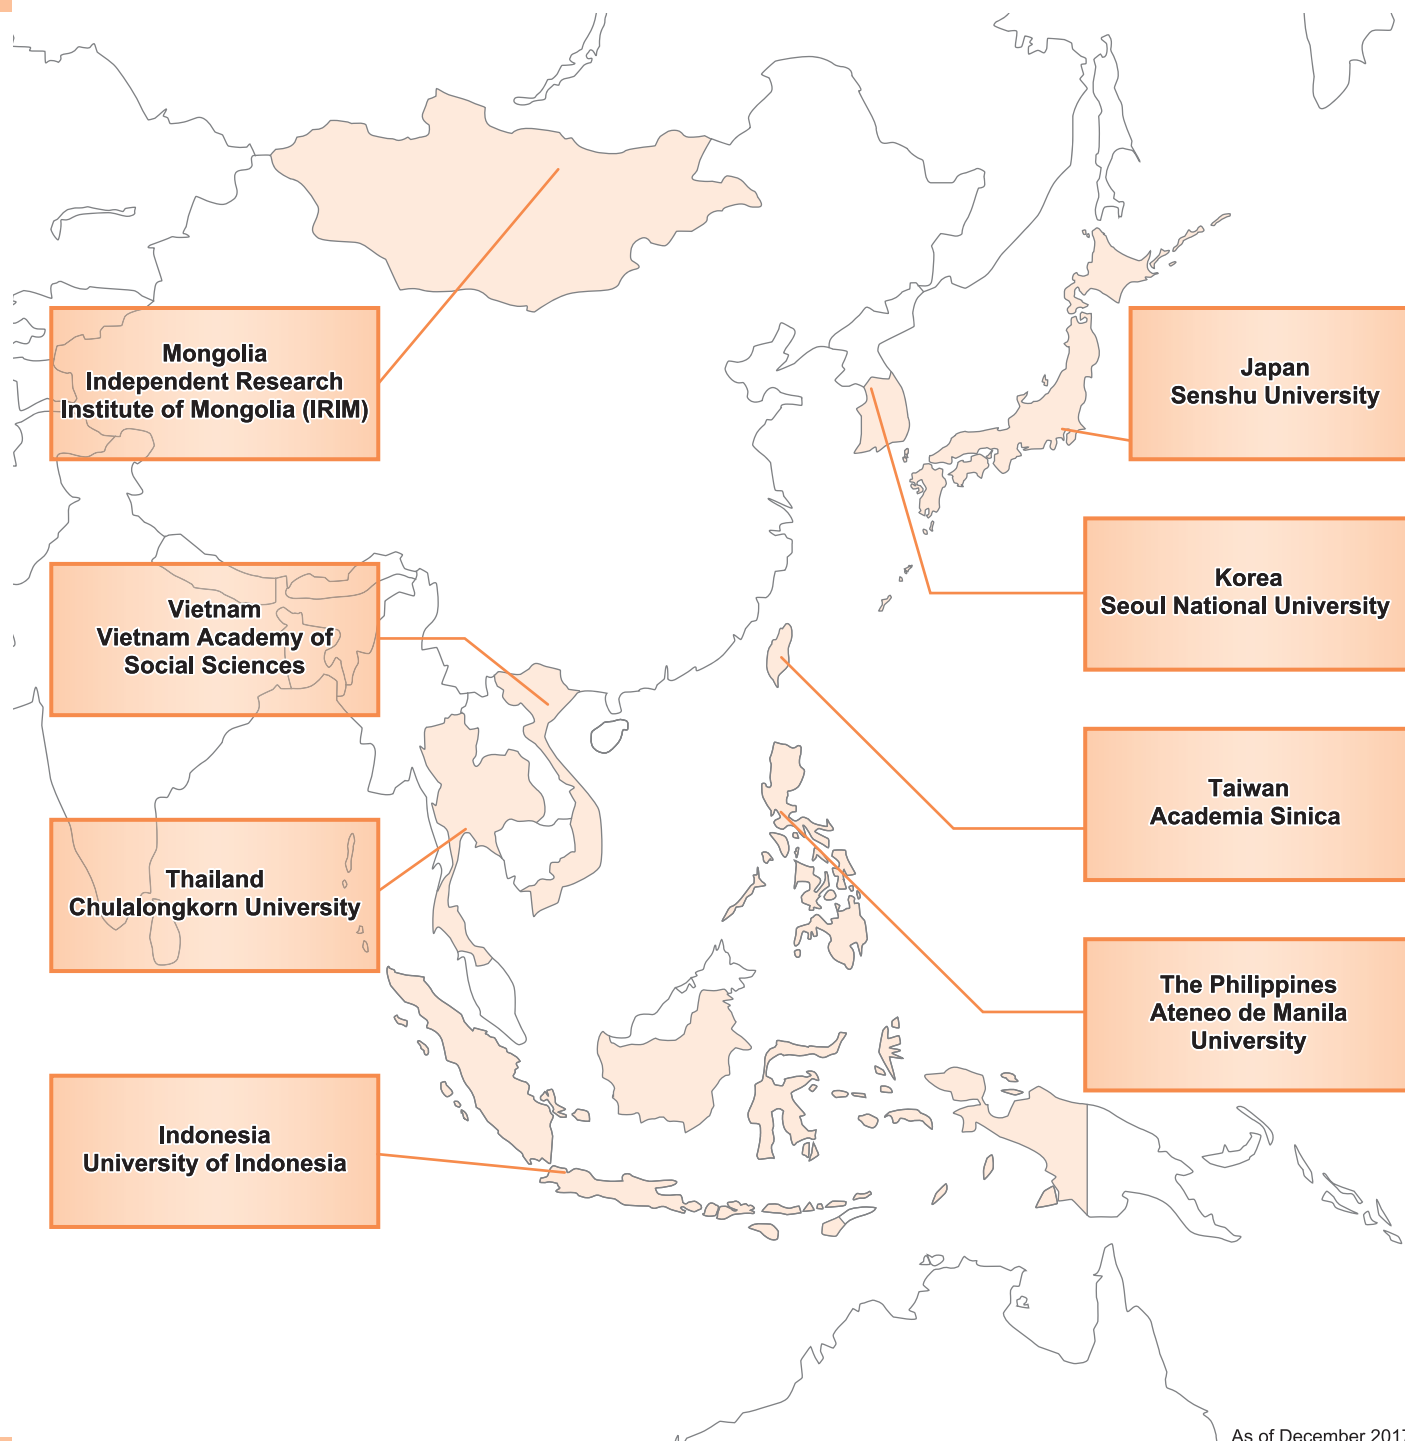 Mongolia
Independent Research
Institute of Mongolia (IRIM)
Japan
Senshu University
Vietnam
Vietnam Academy of
Social Sciences
Korea
Seoul National University
Thailand
Chulalongkorn University
Taiwan
Academia Sinica
The Philippines
Ateneo de Manila
University
Indonesia
University of Indonesia
As of December 2017